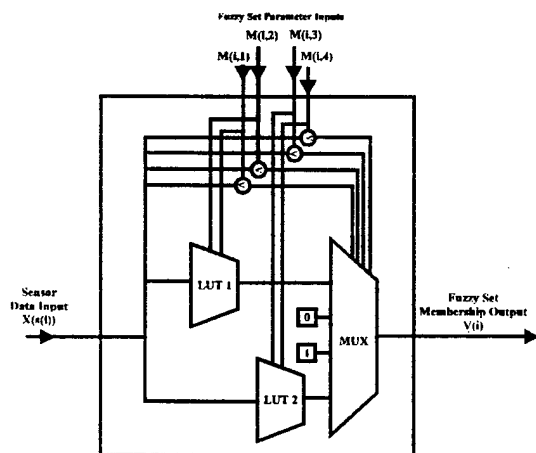 Fuzzy Set Parameter Inputs
M(i,2) M(i,3)
M(i,1) M(i,4)
<
<
<
<
LUT 1
Sensor
Data Input
X(s(i))
0
1
MUX
Fuzzy Set
Membership Output
V(i)
LUT 2